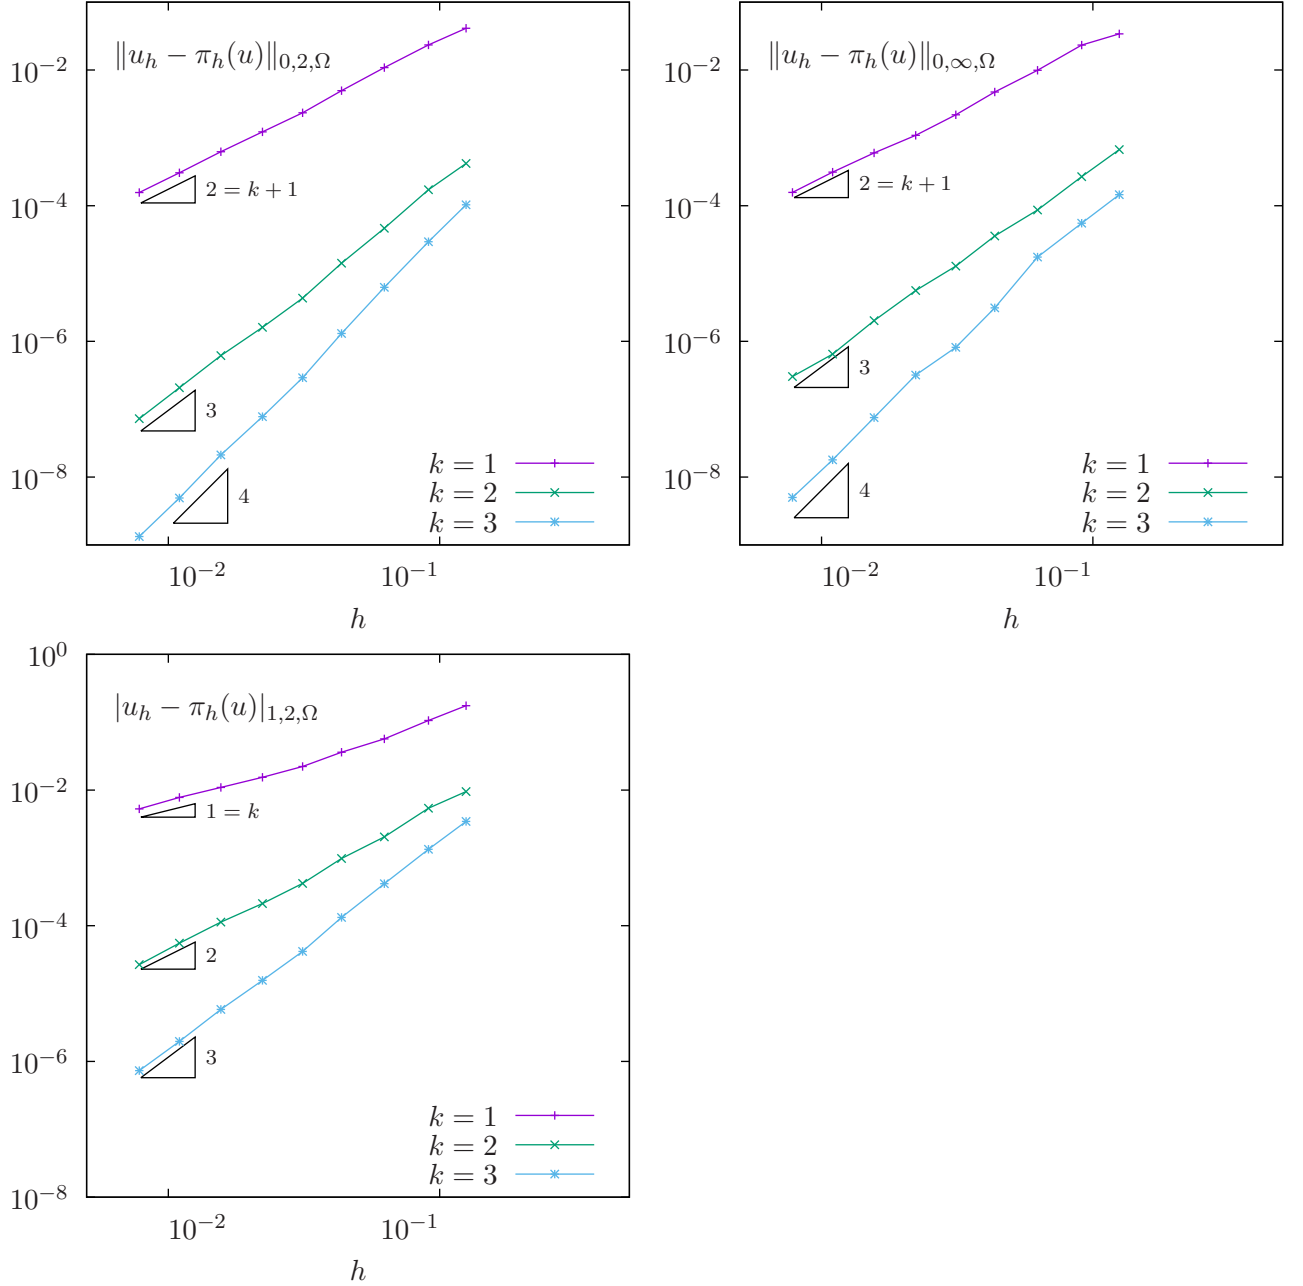 ‖u_h − π_h(u)‖_{0,2,Ω}
10^{−2}
10^{−4}
10^{−6}
10^{−8}
2 = k + 1
3
4
k = 1
k = 2
k = 3
10^{−2}
10^{−1}
h
‖u_h − π_h(u)‖_{0,∞,Ω}
10^{−2}
10^{−4}
10^{−6}
10^{−8}
2 = k + 1
3
4
k = 1
k = 2
k = 3
10^{−2}
10^{−1}
h
|u_h − π_h(u)|_{1,2,Ω}
10^{0}
10^{−2}
10^{−4}
10^{−6}
10^{−8}
1 = k
2
3
k = 1
k = 2
k = 3
10^{−2}
10^{−1}
h